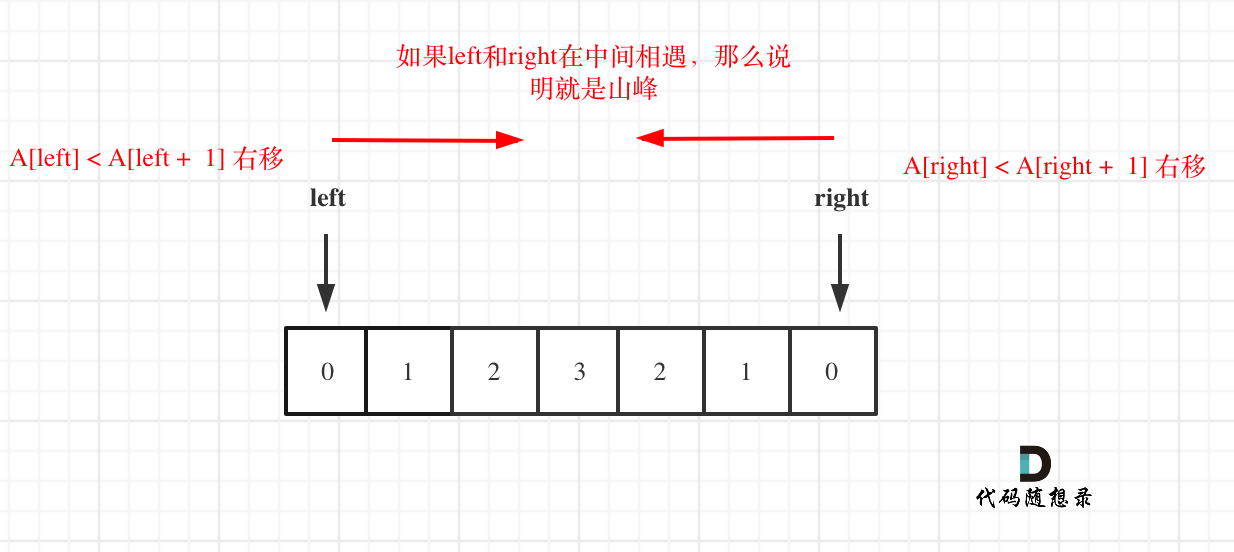 如果left和right在中间相遇，那么说
明就是山峰
A[left] < A[left + 1] 右移
A[right] < A[right + 1] 右移
left
right
0 1 2 3 2 1 0
D
代码随想录